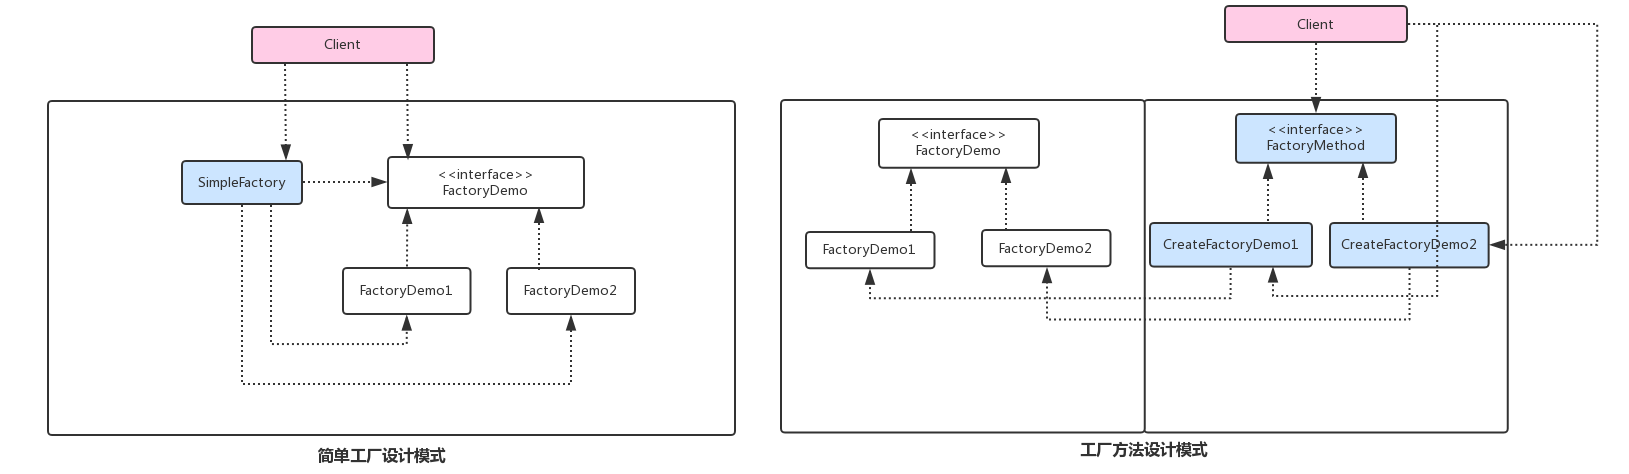 Client
SimpleFactory
<<interface>>
FactoryDemo
FactoryDemo1
FactoryDemo2
简单工厂设计模式
Client
<<interface>>
FactoryDemo
<<interface>>
FactoryMethod
FactoryDemo1
FactoryDemo2
CreateFactoryDemo1
CreateFactoryDemo2
工厂方法设计模式